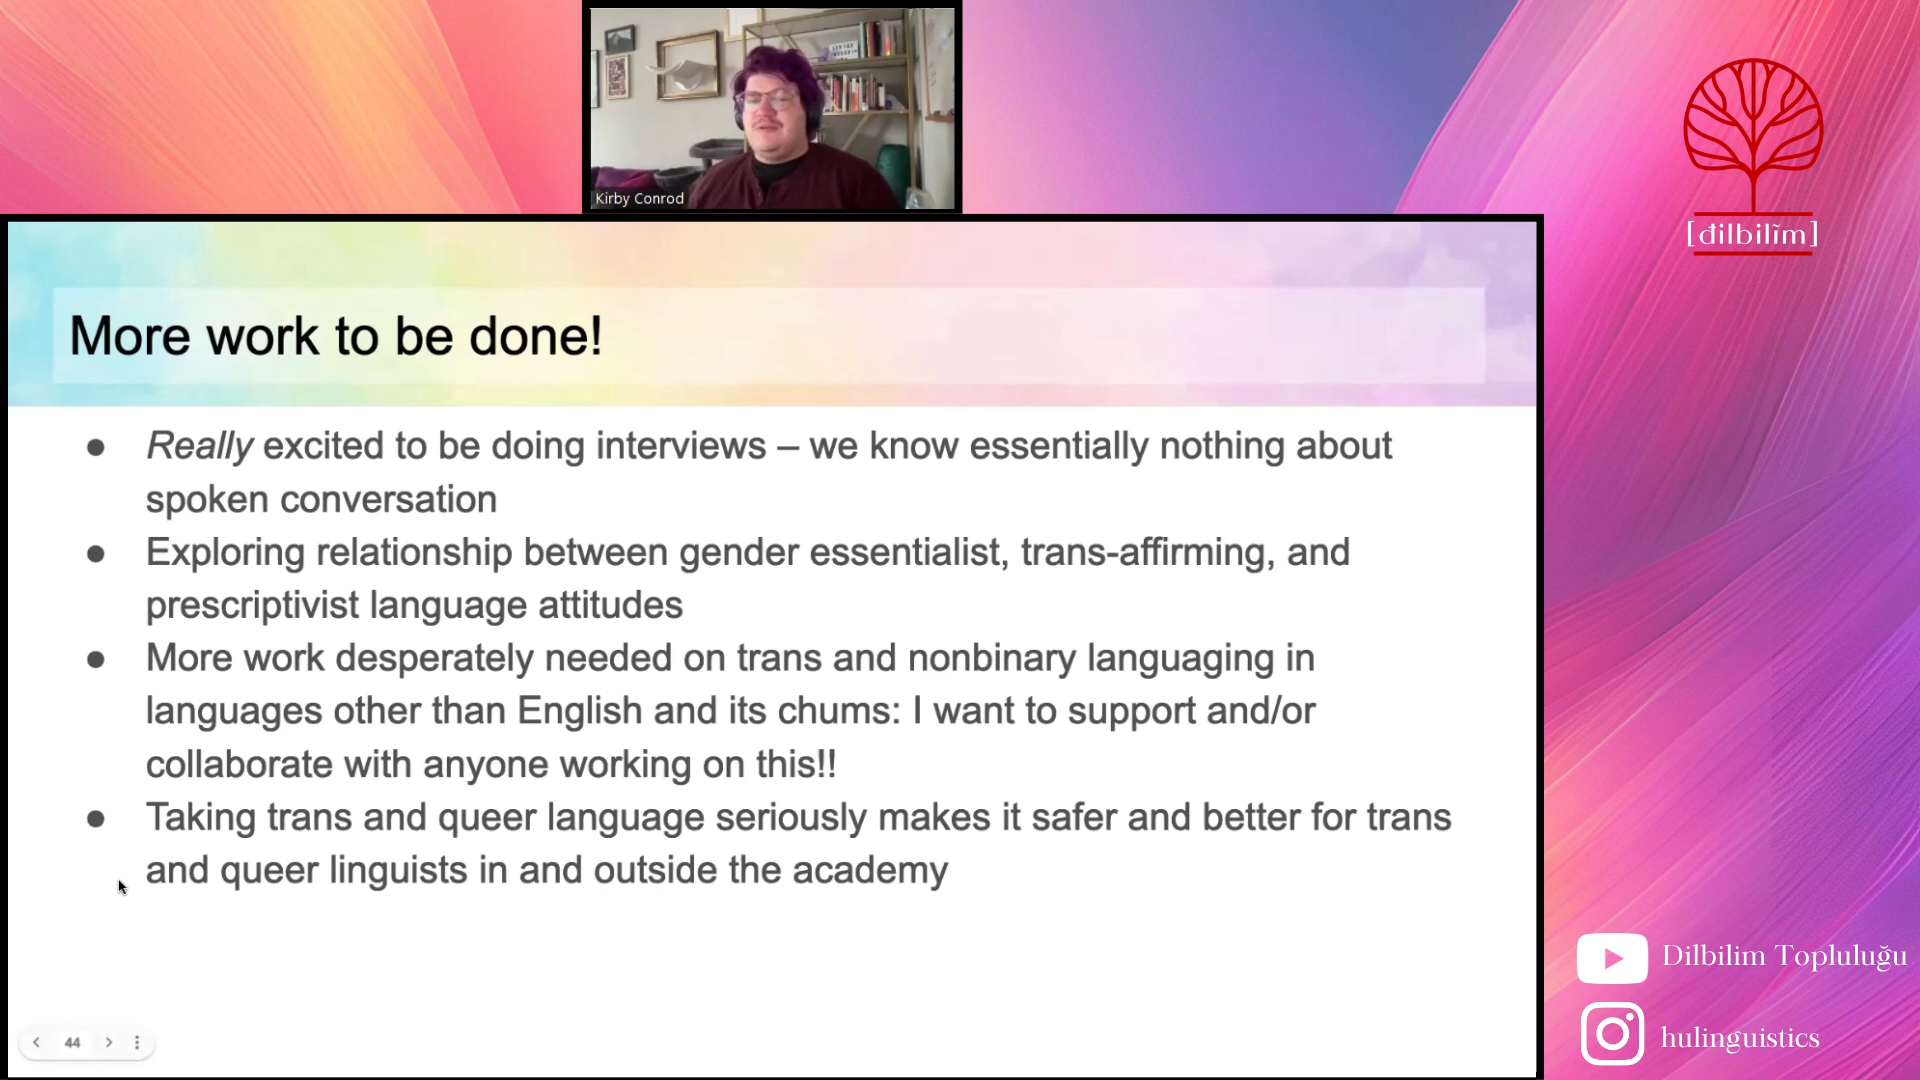 Kirby Conrod
[đilbilĩm]
More work to be done!
● Really excited to be doing interviews – we know essentially nothing about
spoken conversation
● Exploring relationship between gender essentialist, trans-affirming, and
prescriptivist language attitudes
● More work desperately needed on trans and nonbinary languaging in
languages other than English and its chums: I want to support and/or
collaborate with anyone working on this!!
● Taking trans and queer language seriously makes it safer and better for trans
and queer linguists in and outside the academy
44
Dilbilim Topluluğu
hulinguistics